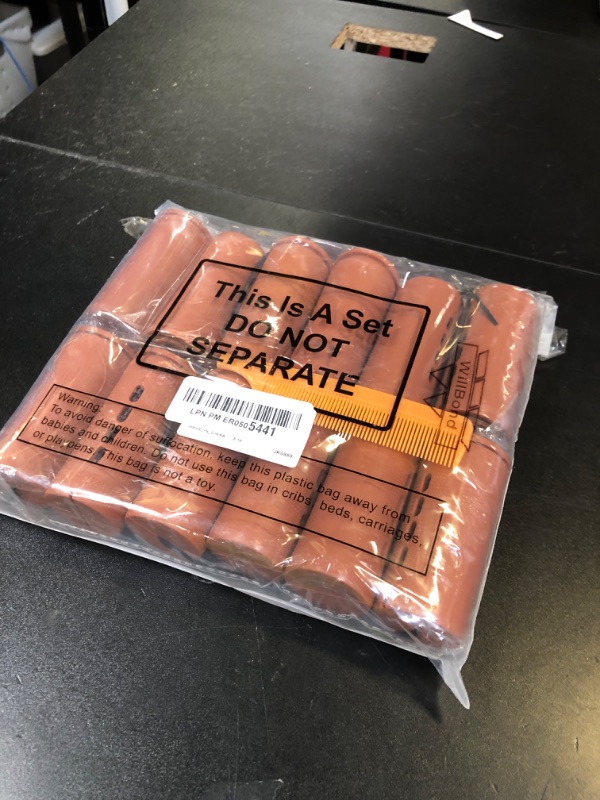 This Is A Set
DO NOT
SEPARATE
WillBond
LPN PM ER0505441
Warning:
To avoid danger of suffocation, keep this plastic bag away from
babies and children. Do not use this bag in cribs, beds, carriages,
or play pens. This bag is not a toy.